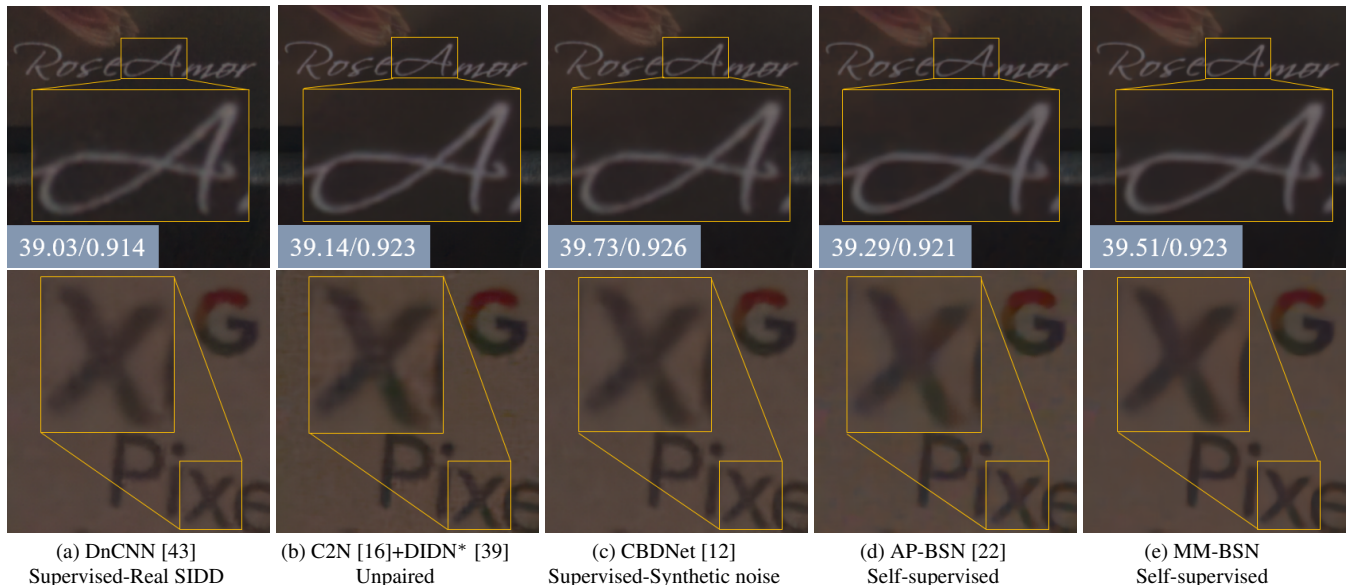 RoseAmor RoseAmor RoseAmor RoseAmor RoseAmor
A A A A A
39.03/0.914 39.14/0.923 39.73/0.926 39.29/0.921 39.51/0.923
X G X G X G X G X G
Pixe Pixe Pixe Pixe Pixe
(a) DnCNN [43] (b) C2N [16]+DIDN* [39] (c) CBDNet [12] (d) AP-BSN [22] (e) MM-BSN
Supervised-Real SIDD Unpaired Supervised-Synthetic noise Self-supervised Self-supervised